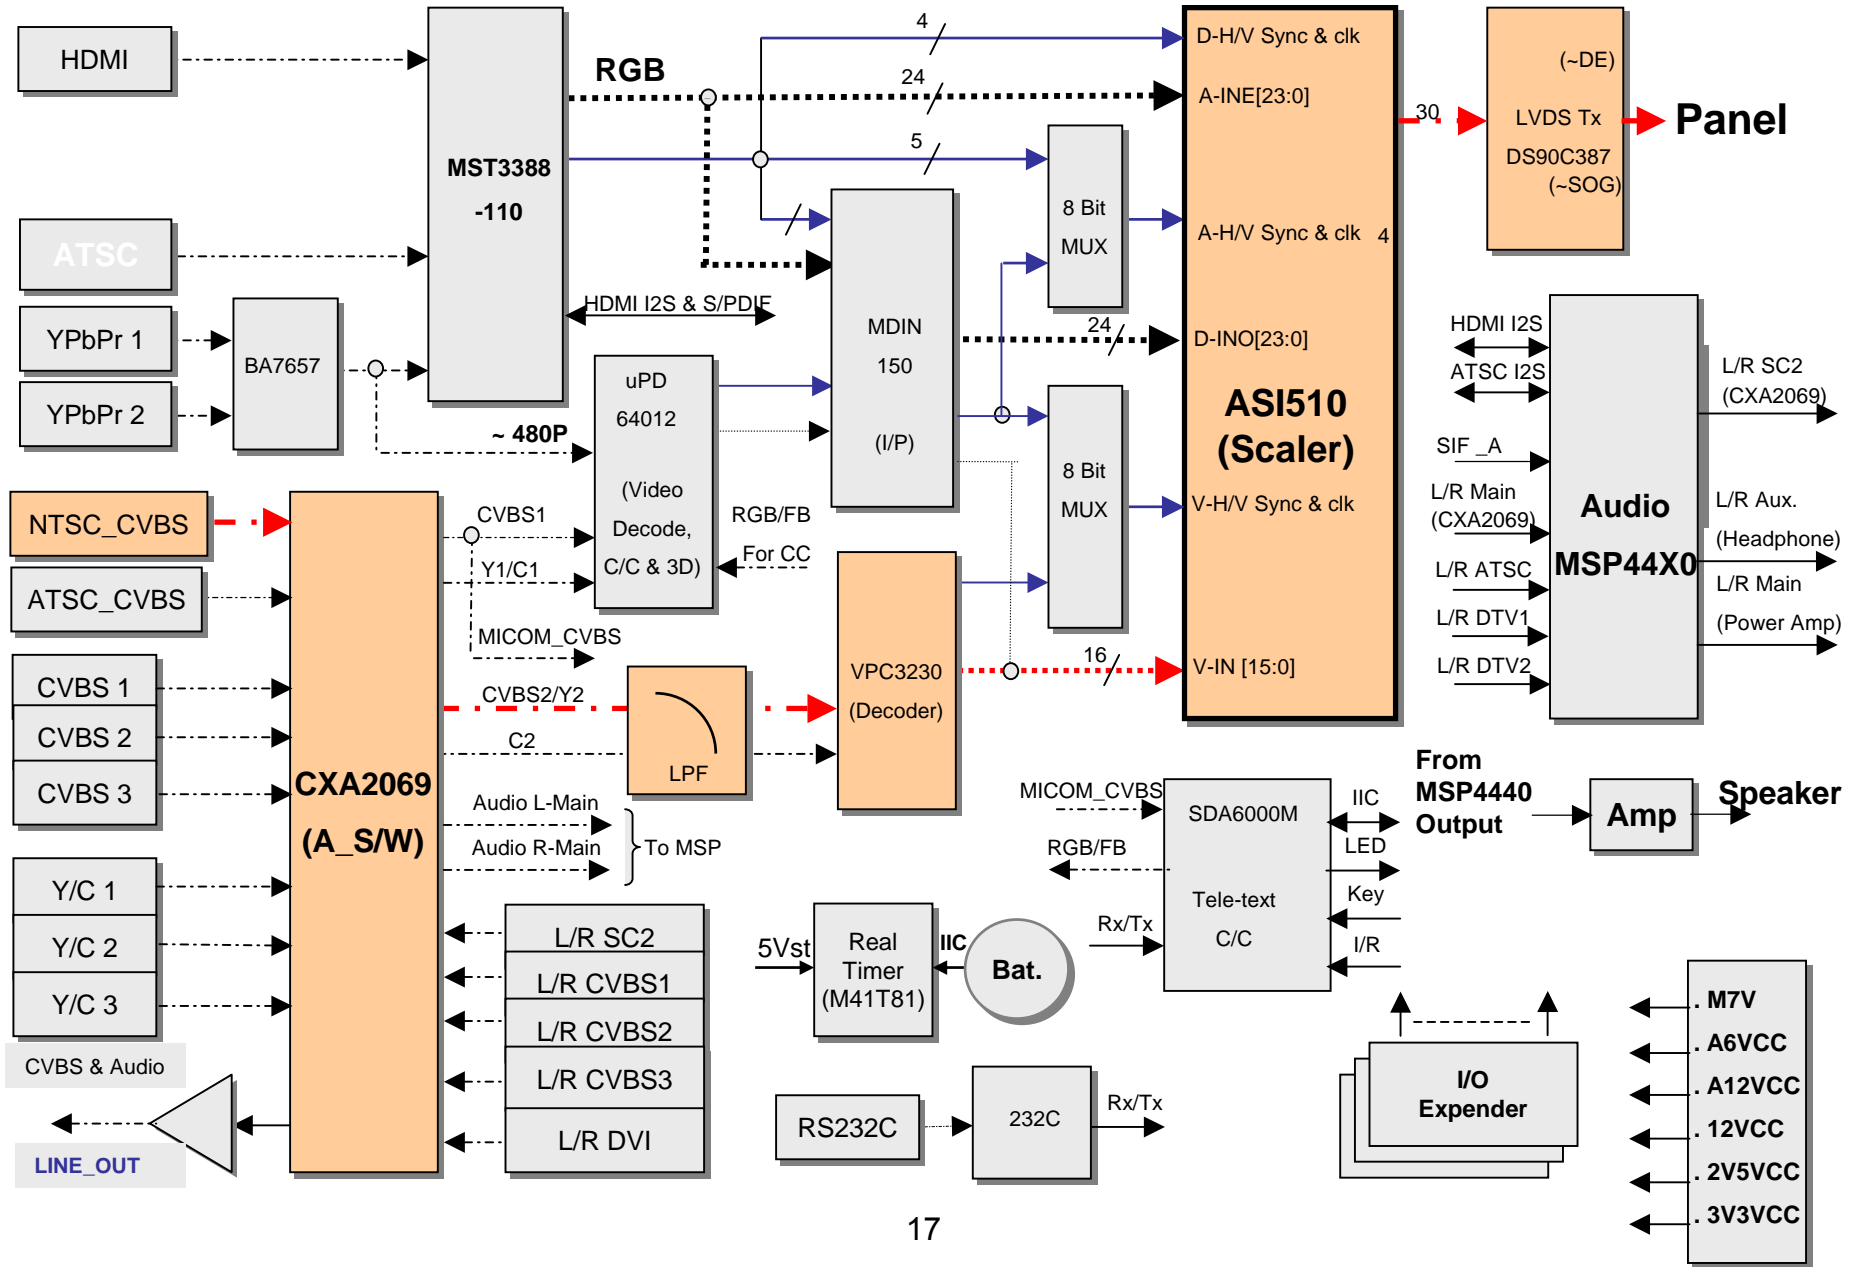 HDMI
ATSC
YPbPr 1
YPbPr 2
BA7657
MST3388
-110
RGB
4
24
5
HDMI I2S & S/PDIF
~ 480P
uPD
64012
(Video
Decode,
C/C & 3D)
MDIN
150
(I/P)
8 Bit
MUX
8 Bit
MUX
24
16
D-H/V Sync & clk
A-INE[23:0]
A-H/V Sync & clk
4
D-INO[23:0]
ASI510
(Scaler)
V-H/V Sync & clk
V-IN [15:0]
30
(~DE)
LVDS Tx
DS90C387
(~SOG)
Panel
NTSC_CVBS
ATSC_CVBS
CVBS 1
CVBS 2
CVBS 3
Y/C 1
Y/C 2
Y/C 3
CVBS & Audio
LINE_OUT
CXA2069
(A_S/W)
CVBS1
Y1/C1
MICOM_CVBS
RGB/FB
For CC
CVBS2/Y2
C2
LPF
VPC3230
(Decoder)
Audio L-Main
Audio R-Main
To MSP
L/R SC2
L/R CVBS1
L/R CVBS2
L/R CVBS3
L/R DVI
HDMI I2S
ATSC I2S
SIF _A
L/R Main
(CXA2069)
L/R ATSC
L/R DTV1
L/R DTV2
Audio
MSP44X0
L/R SC2
(CXA2069)
L/R Aux.
(Headphone)
L/R Main
(Power Amp)
MICOM_CVBS
RGB/FB
Rx/Tx
SDA6000M
Tele-text
C/C
IIC
LED
Key
I/R
From
MSP4440
Output
Amp
Speaker
5Vst
Real
Timer
(M41T81)
IIC
Bat.
RS232C
232C
Rx/Tx
I/O
Expender
. M7V
. A6VCC
. A12VCC
. 12VCC
. 2V5VCC
. 3V3VCC
17